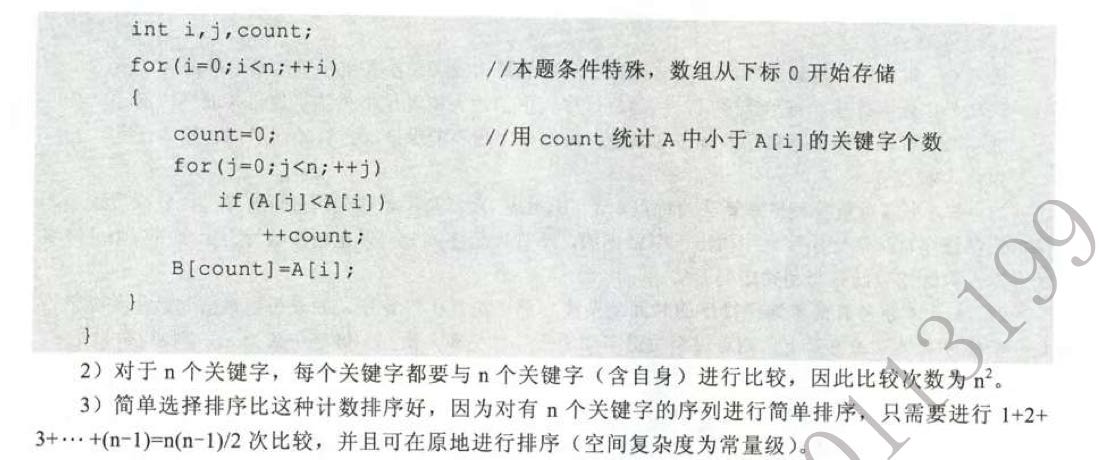 int i,j,count;
for(i=0;i<n;++i) //本题条件特殊，数组从下标 0 开始存储
{
count=0; //用 count 统计 A 中小于 A[i]的关键字个数
for(j=0;j<n;++j)
if(A[j]<A[i])
++count;
B[count]=A[i];
}
}
2）对于 n 个关键字，每个关键字都要与 n 个关键字（含自身）进行比较，因此比较次数为 n²。
3）简单选择排序比这种计数排序好，因为对有 n 个关键字的序列进行简单排序，只需要进行 1+2+
3+⋯+(n−1)=n(n−1)/2 次比较，并且可在原地进行排序（空间复杂度为常量级）。